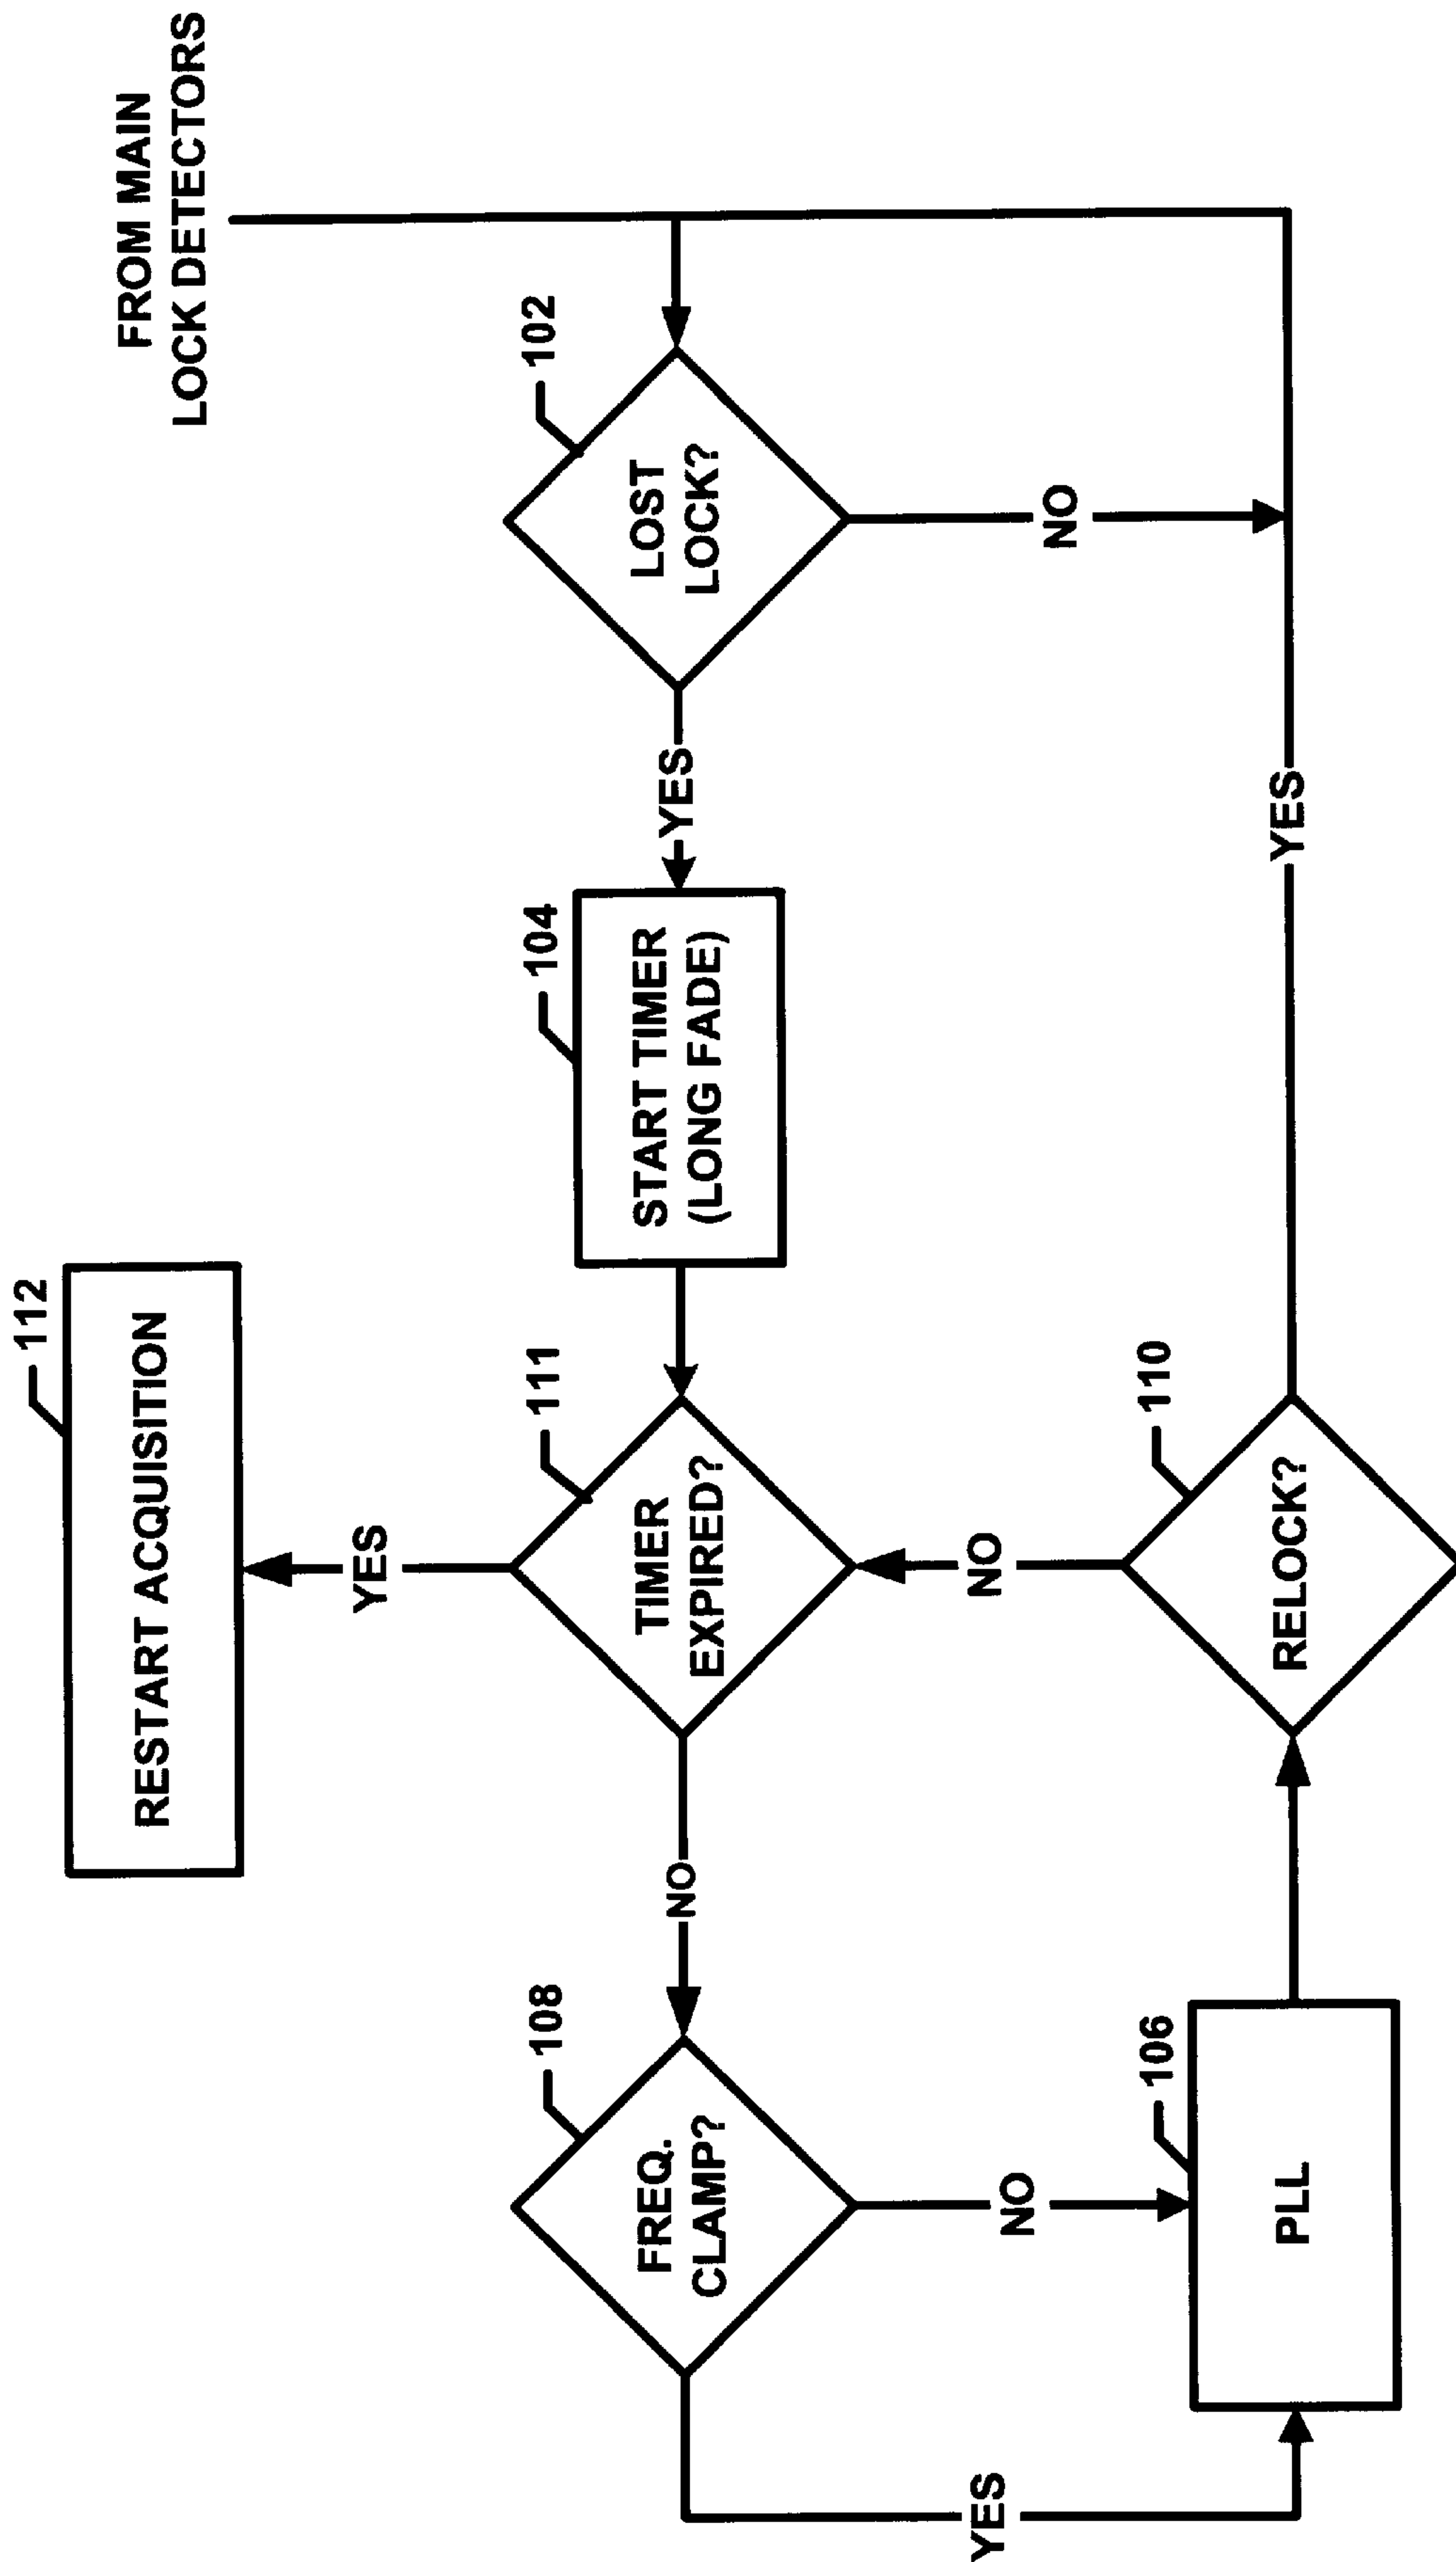 FROM MAIN
LOCK DETECTORS
102
LOST
LOCK?
NO
YES
104
START TIMER
(LONG FADE)
111
TIMER
EXPIRED?
YES
112
RESTART ACQUISITION
NO
108
FREQ.
CLAMP?
NO
YES
106
PLL
110
RELOCK?
NO
YES